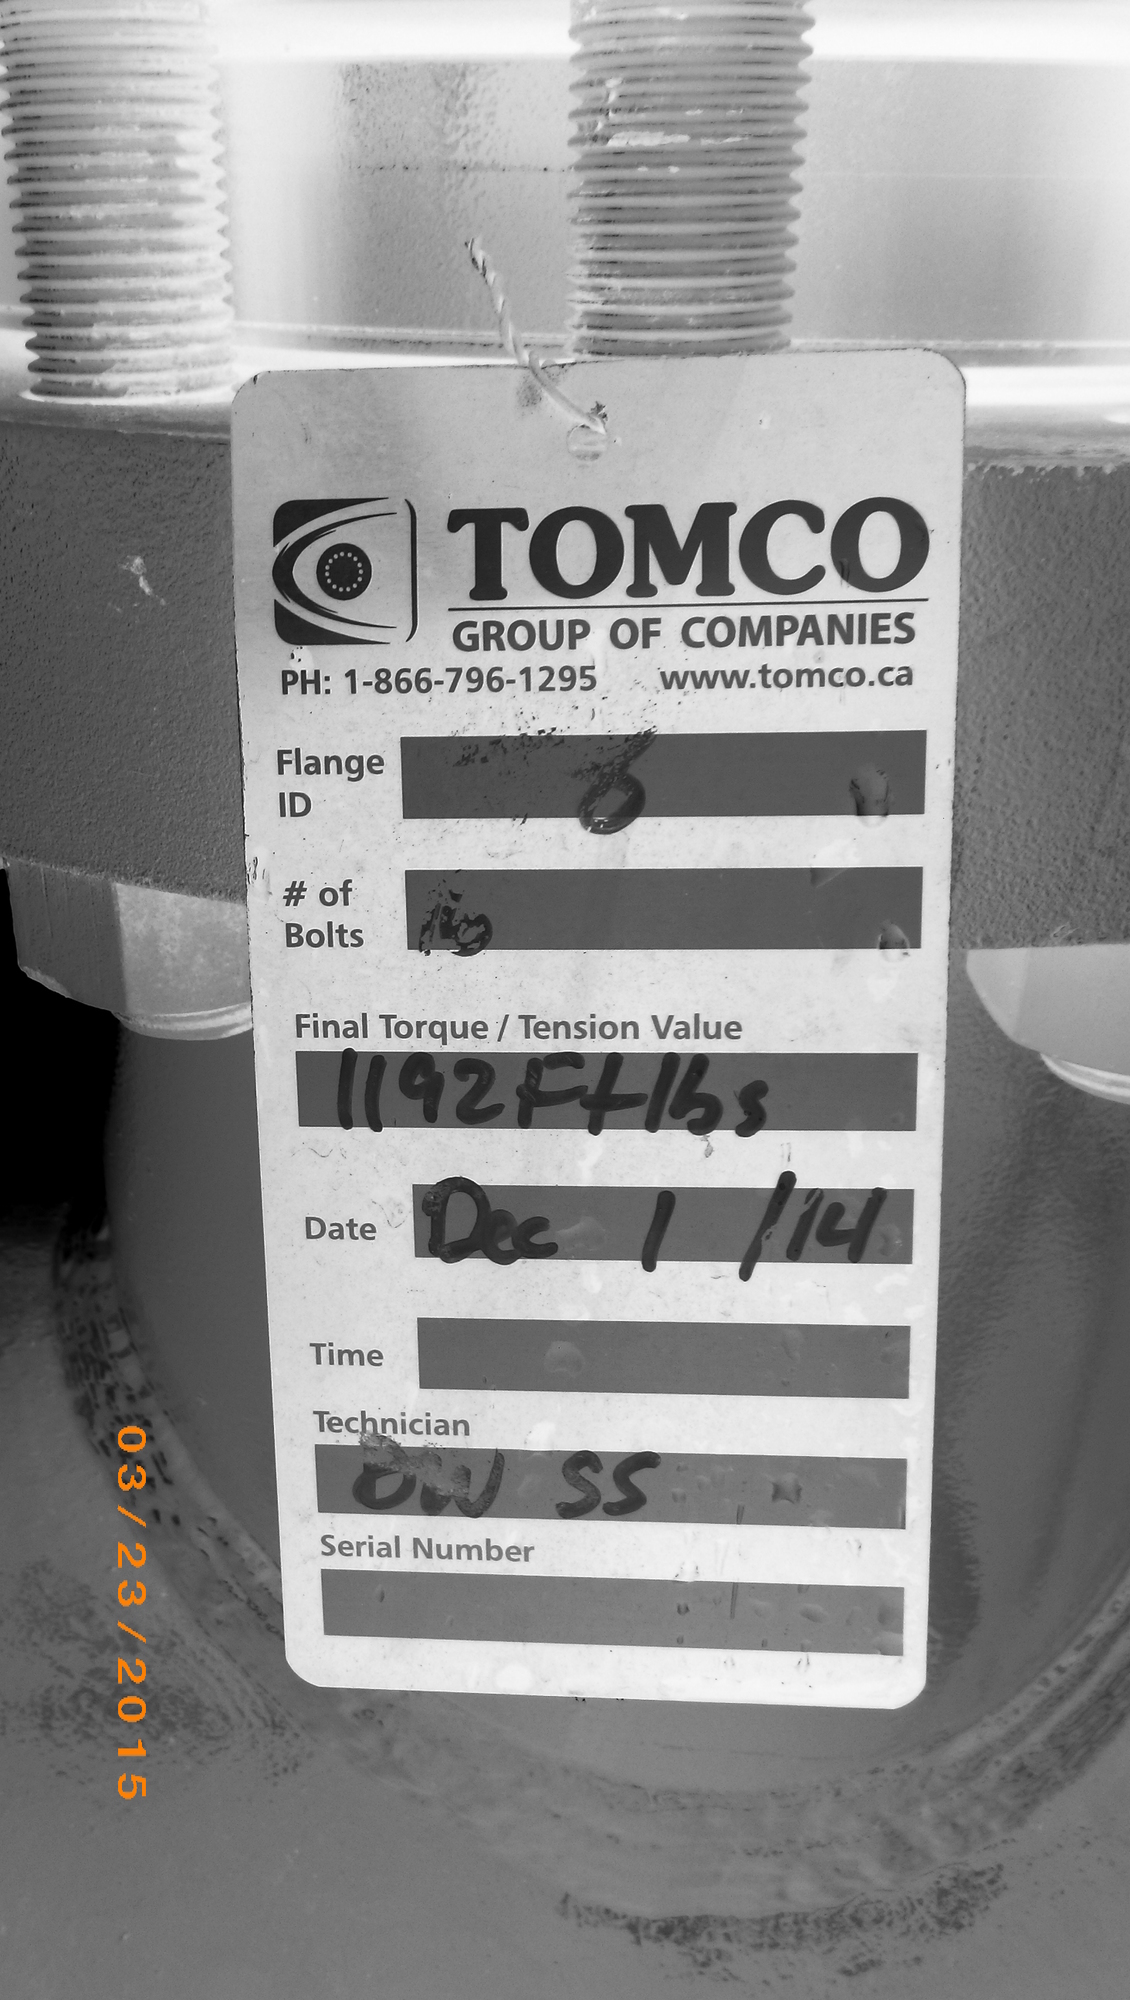 TOMCO
GROUP OF COMPANIES
PH: 1-866-796-1295 www.tomco.ca
Flange ID
# of Bolts 16
Final Torque / Tension Value
1192 Ft lbs
Date Dec 1 /14
Time
Technician
SS
Serial Number
03/23/2015